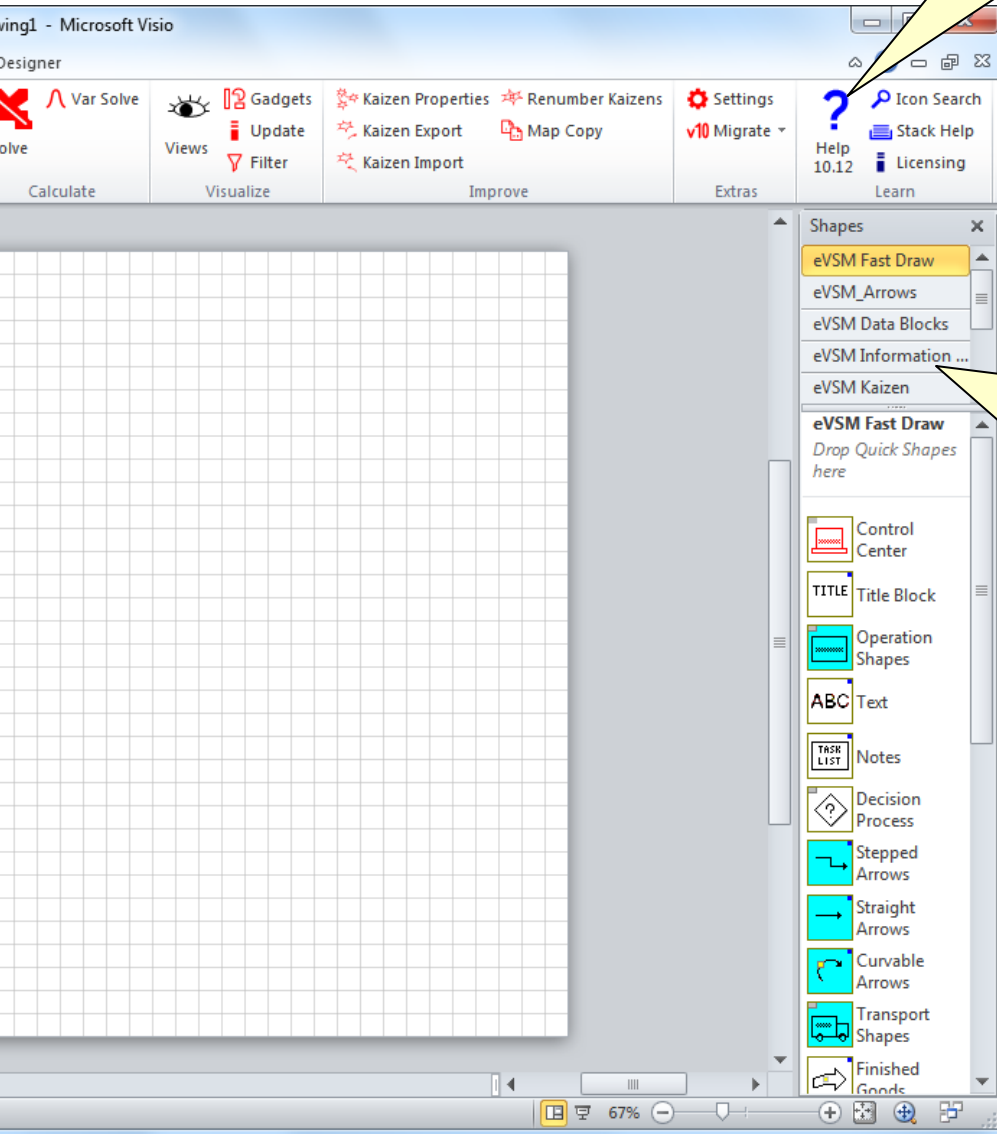 wing1 - Microsoft Visio
Designer
Var Solve
olve
Calculate
Views
Gadgets
Update
Filter
Visualize
Kaizen Properties
Renumber Kaizens
Kaizen Export
Map Copy
Kaizen Import
Improve
Settings
v10 Migrate
Extras
?
Help
10.12
Icon Search
Stack Help
Licensing
Learn
Shapes
eVSM Fast Draw
eVSM_Arrows
eVSM Data Blocks
eVSM Information ...
eVSM Kaizen
eVSM Fast Draw
Drop Quick Shapes
here
Control
Center
TITLE
Title Block
Operation
Shapes
ABC
Text
TASK
LIST
Notes
?
Decision
Process
Stepped
Arrows
Straight
Arrows
Curvable
Arrows
Transport
Shapes
Finished
Goods
67%